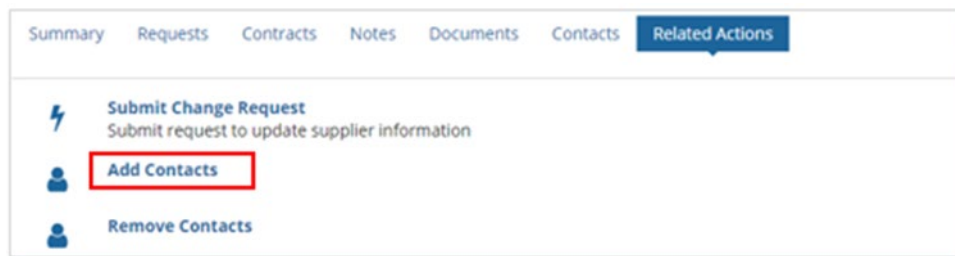 Summary Requests Contracts Notes Documents Contacts Related Actions
Submit Change Request
Submit request to update supplier information
Add Contacts
Remove Contacts